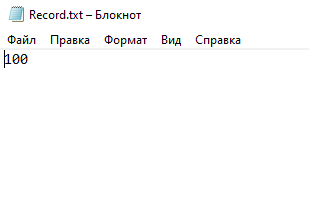 Record.txt – Блокнот
Файл Правка Формат Вид Справка
100